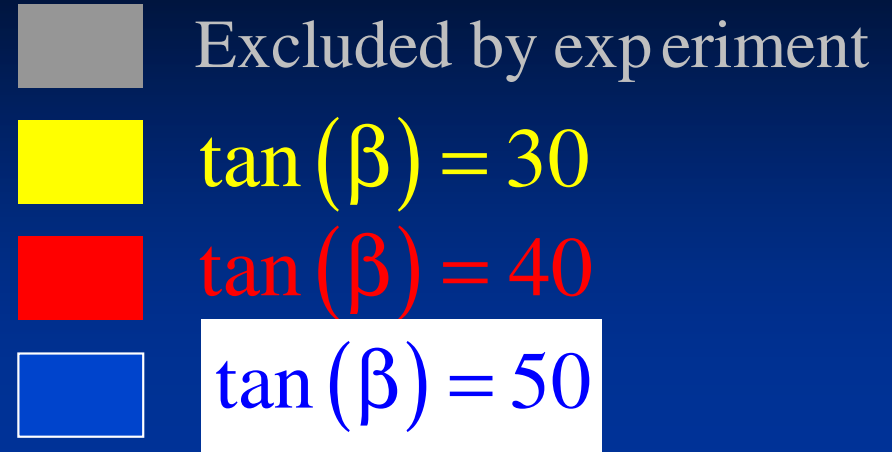 Excluded by experiment
tan(β) = 30
tan(β) = 40
tan(β) = 50